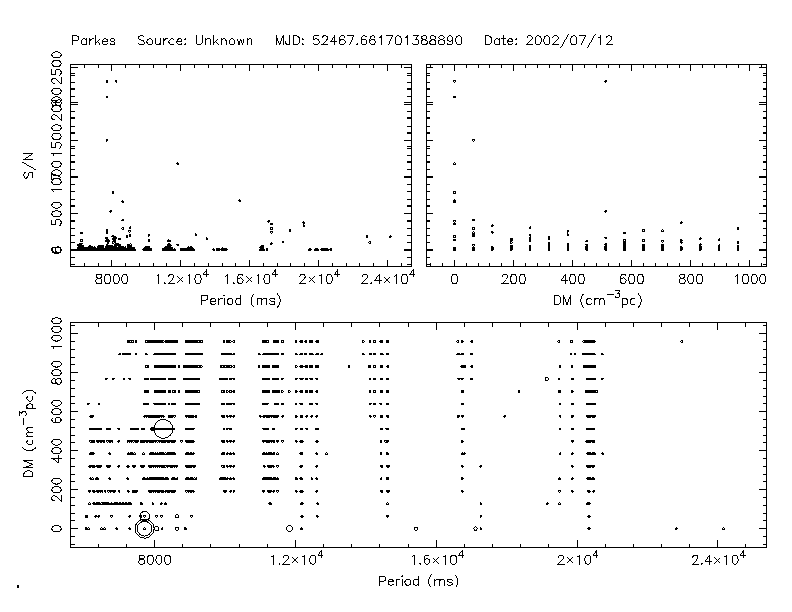 Parkes Source: Unknown MJD: 52467.661701388890 Date: 2002/07/12
S/N
0 500 1000 1500 2000 2500
8000 1.2×10⁴ 1.6×10⁴ 2×10⁴ 2.4×10⁴
Period (ms)
0 200 400 600 800 1000
DM (cm⁻³pc)
DM (cm⁻³pc)
0 200 400 600 800 1000
8000 1.2×10⁴ 1.6×10⁴ 2×10⁴ 2.4×10⁴
Period (ms)